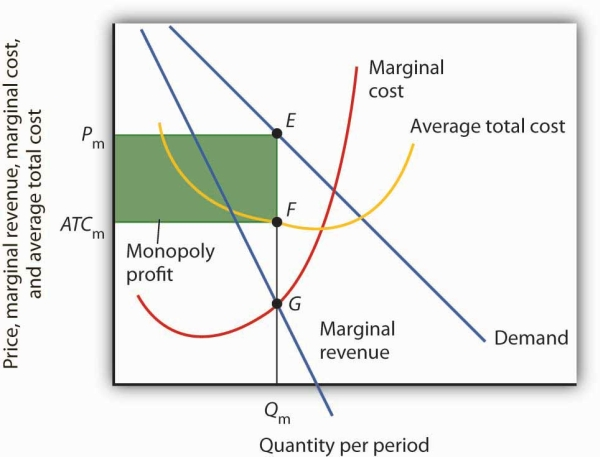 Price, marginal revenue, marginal cost,
and average total cost
Marginal
cost
Average total cost
E
Pm
F
ATCm
Monopoly
profit
G
Marginal
revenue
Demand
Qm
Quantity per period